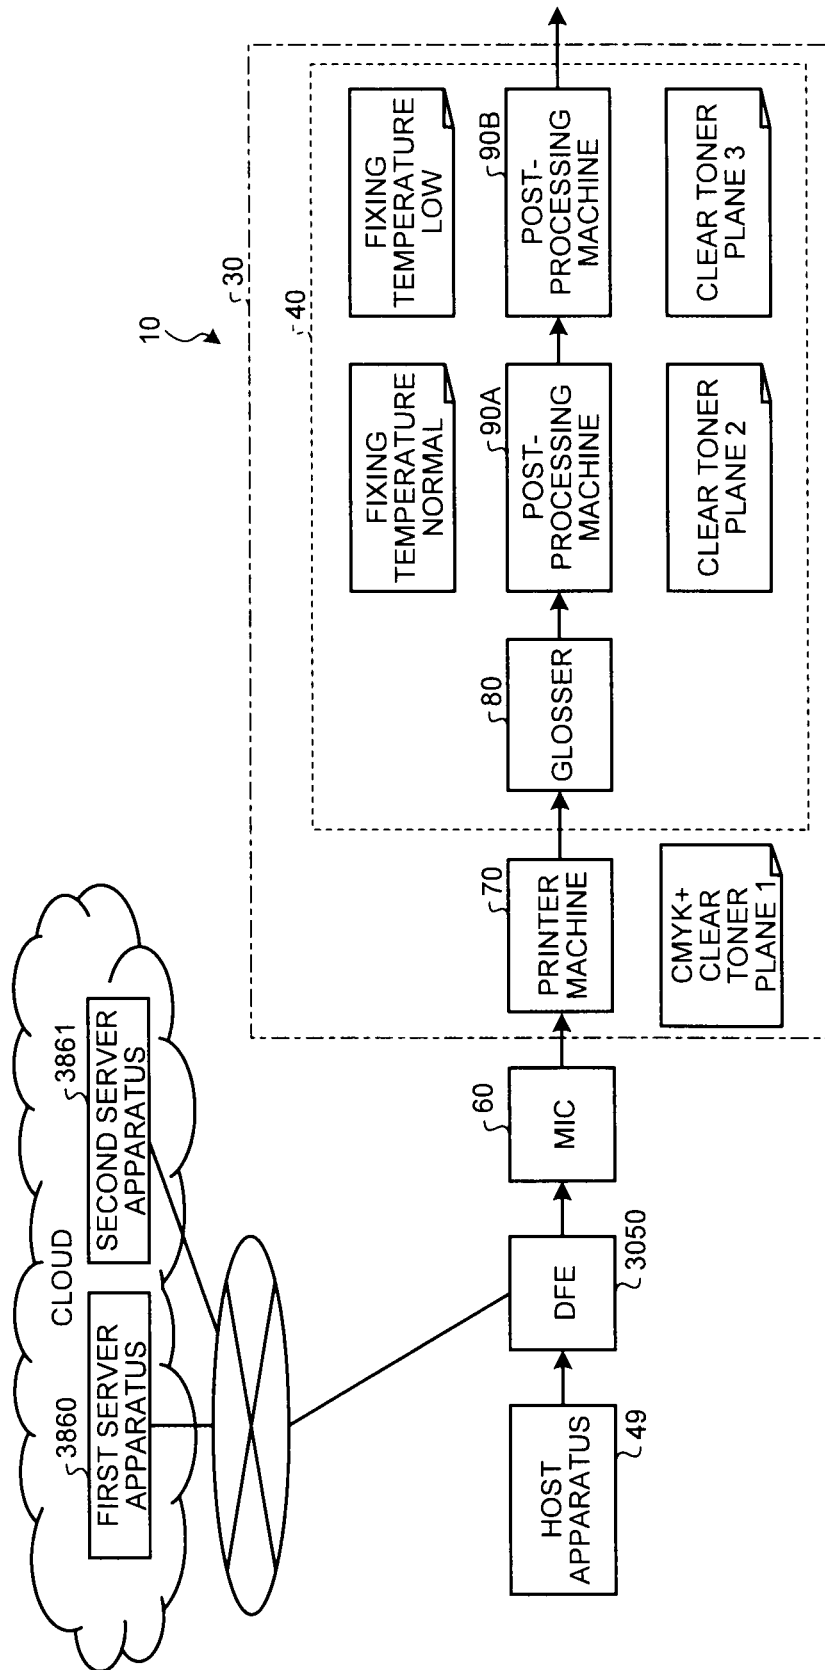 CLOUD
3860
FIRST SERVER
APPARATUS
3861
SECOND SERVER
APPARATUS
10
30
40
HOST
APPARATUS
49
DFE
3050
60
MIC
70
PRINTER
MACHINE
CMYK+
CLEAR
TONER
PLANE 1
80
GLOSSER
FIXING
TEMPERATURE
NORMAL
90A
POST-
PROCESSING
MACHINE
CLEAR TONER
PLANE 2
FIXING
TEMPERATURE
LOW
90B
POST-
PROCESSING
MACHINE
CLEAR TONER
PLANE 3